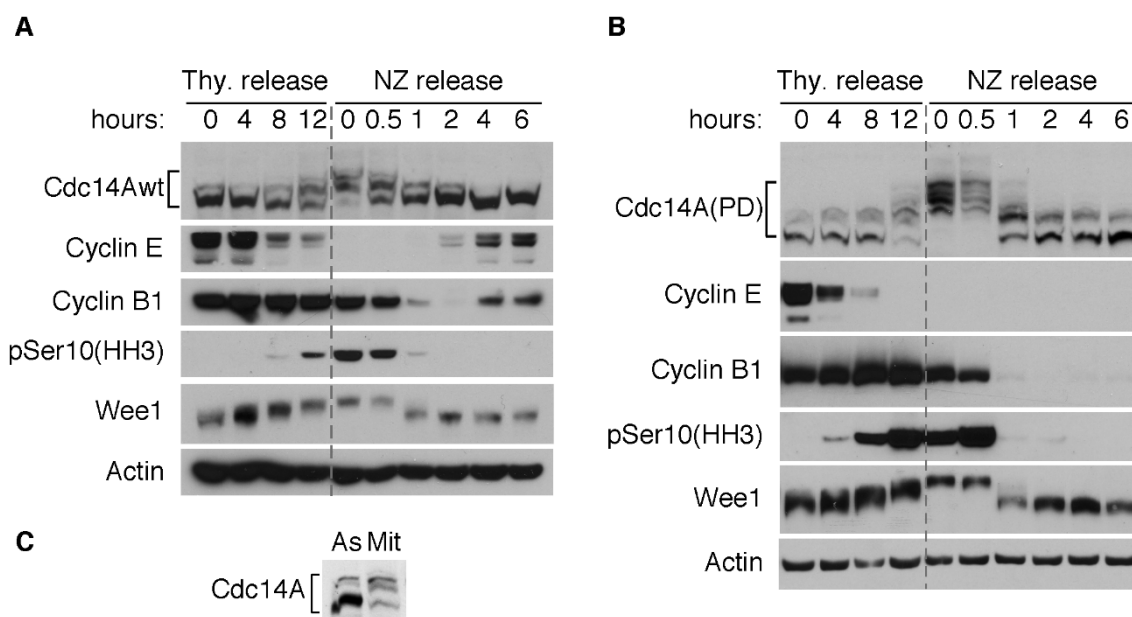 A
Thy. release NZ release
hours: 0 4 8 12 0 0.5 1 2 4 6
Cdc14Awt
Cyclin E
Cyclin B1
pSer10(HH3)
Wee1
Actin
B
Thy. release NZ release
hours: 0 4 8 12 0 0.5 1 2 4 6
Cdc14A(PD)
Cyclin E
Cyclin B1
pSer10(HH3)
Wee1
Actin
C
As Mit
Cdc14A